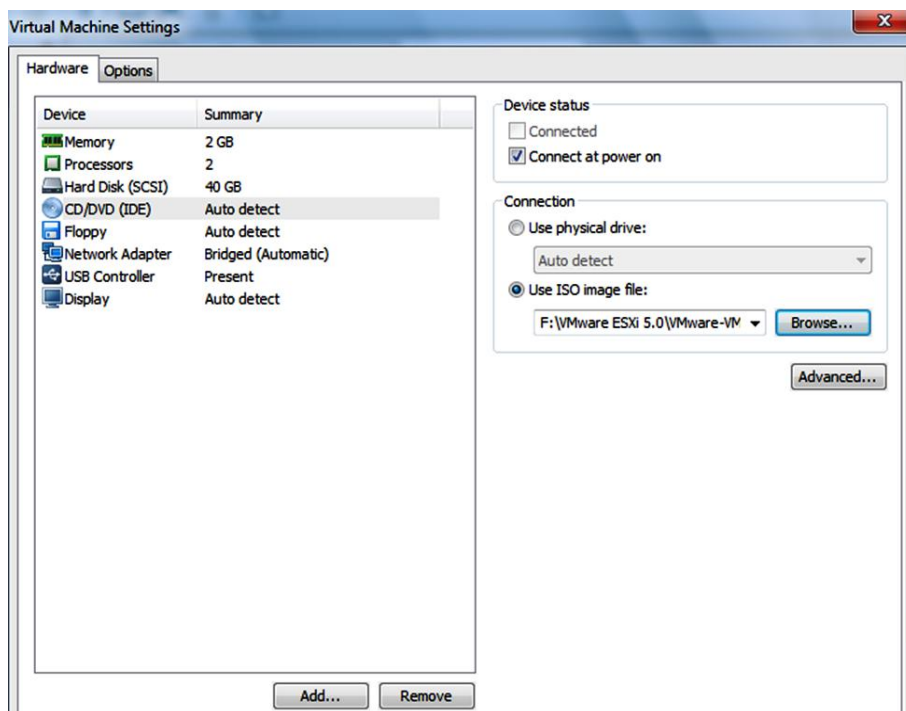 Virtual Machine Settings
Hardware Options
Device Summary
Memory 2 GB
Processors 2
Hard Disk (SCSI) 40 GB
CD/DVD (IDE) Auto detect
Floppy Auto detect
Network Adapter Bridged (Automatic)
USB Controller Present
Display Auto detect
Device status
Connected
Connect at power on
Connection
Use physical drive:
Auto detect
Use ISO image file:
F:\VMware ESXi 5.0\VMware-VM
Browse...
Advanced...
Add... Remove